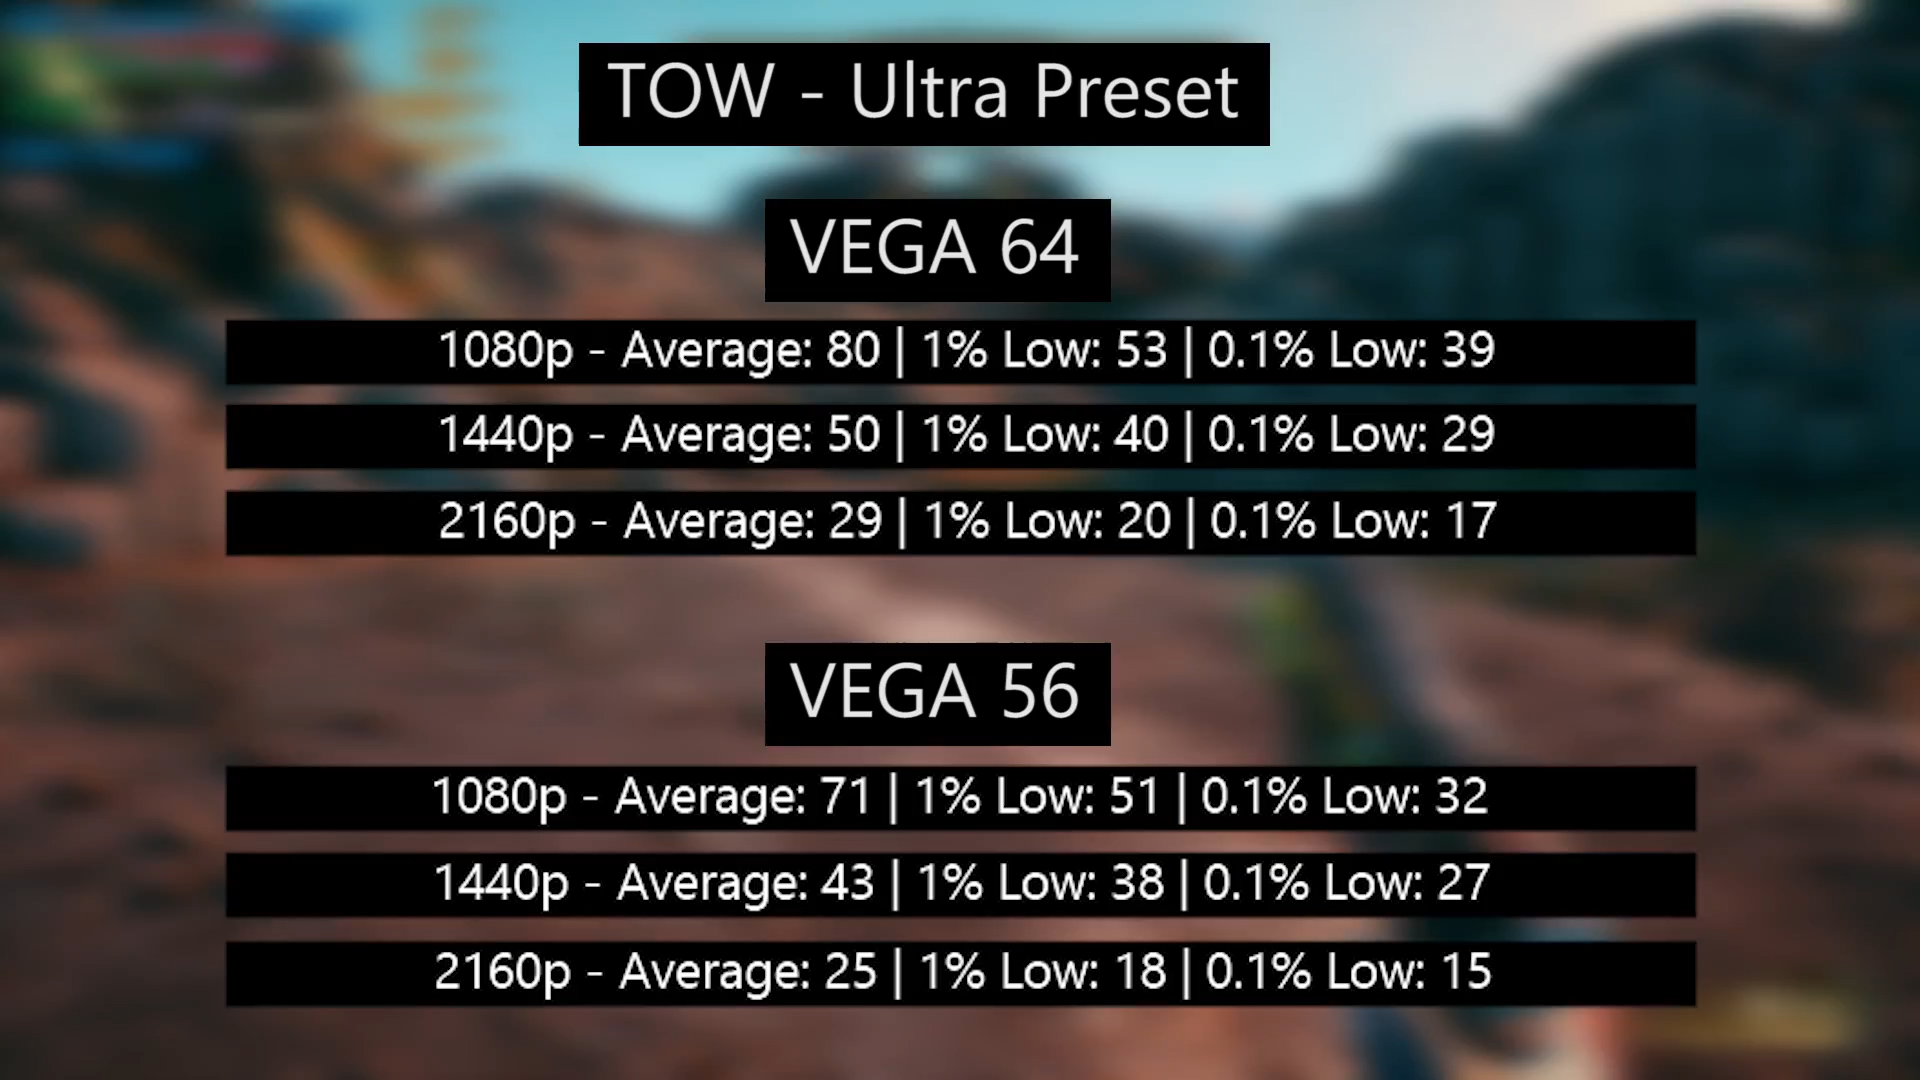 TOW - Ultra Preset
VEGA 64
1080p - Average: 80 | 1% Low: 53 | 0.1% Low: 39
1440p - Average: 50 | 1% Low: 40 | 0.1% Low: 29
2160p - Average: 29 | 1% Low: 20 | 0.1% Low: 17
VEGA 56
1080p - Average: 71 | 1% Low: 51 | 0.1% Low: 32
1440p - Average: 43 | 1% Low: 38 | 0.1% Low: 27
2160p - Average: 25 | 1% Low: 18 | 0.1% Low: 15